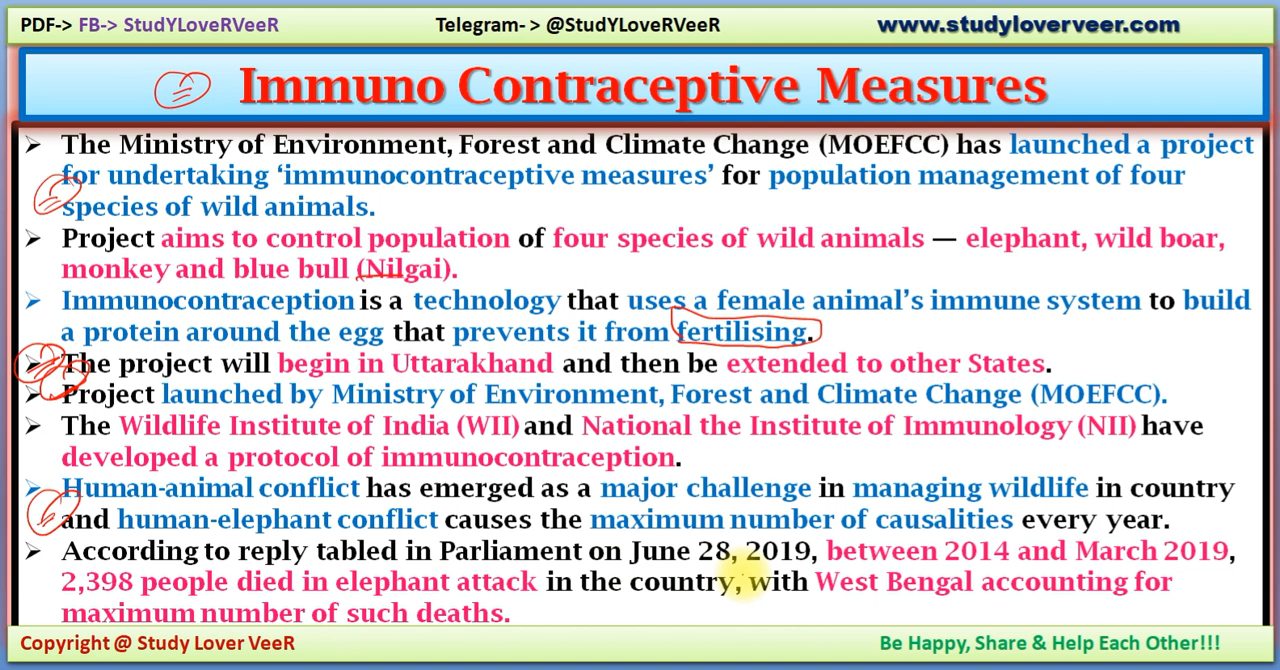 PDF-> FB-> StudYLoveRVeeR Telegram- > @StudYLoveRVeeR www.studyloverveer.com
Immuno Contraceptive Measures
➢ The Ministry of Environment, Forest and Climate Change (MOEFCC) has launched a project
for undertaking ‘immunocontraceptive measures’ for population management of four
species of wild animals.
➢ Project aims to control population of four species of wild animals — elephant, wild boar,
monkey and blue bull (Nilgai).
➢ Immunocontraception is a technology that uses a female animal’s immune system to build
a protein around the egg that prevents it from fertilising.
➢ The project will begin in Uttarakhand and then be extended to other States.
➢ Project launched by Ministry of Environment, Forest and Climate Change (MOEFCC).
➢ The Wildlife Institute of India (WII) and National the Institute of Immunology (NII) have
developed a protocol of immunocontraception.
➢ Human-animal conflict has emerged as a major challenge in managing wildlife in country
and human-elephant conflict causes the maximum number of causalities every year.
➢ According to reply tabled in Parliament on June 28, 2019, between 2014 and March 2019,
2,398 people died in elephant attack in the country, with West Bengal accounting for
maximum number of such deaths.
Copyright @ Study Lover VeeR Be Happy, Share & Help Each Other!!!